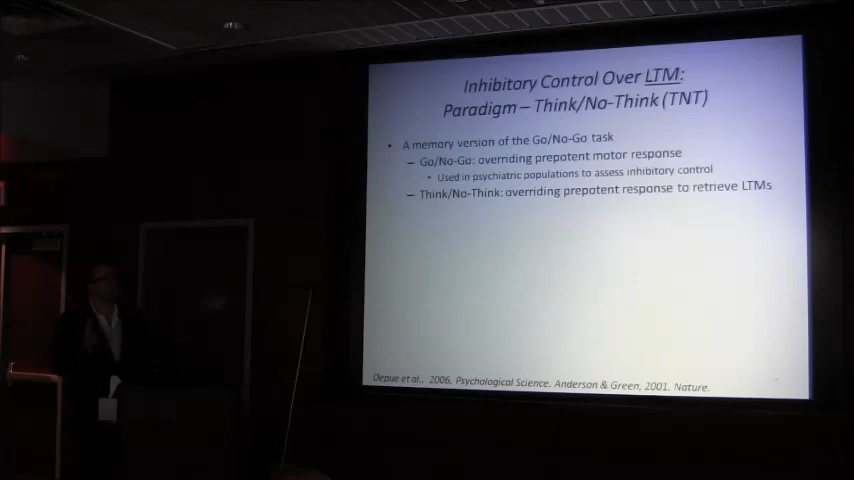 Inhibitory Control Over LTM:
Paradigm – Think/No-Think (TNT)
• A memory version of the Go/No-Go task
– Go/No-Go: overriding prepotent motor response
• Used in psychiatric populations to assess inhibitory control
– Think/No-Think: overriding prepotent response to retrieve LTMs
Depue et al., 2006. Psychological Science. Anderson & Green, 2001. Nature.